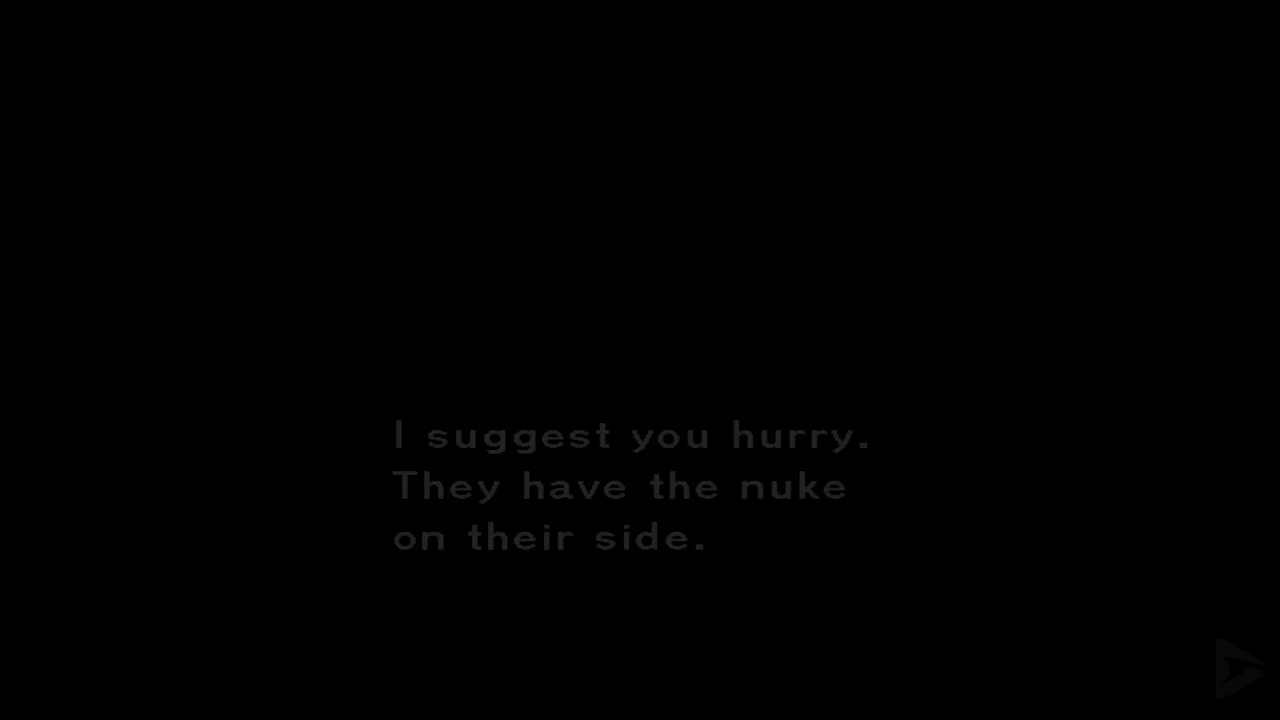 I suggest you hurry.
They have the nuke
on their side.